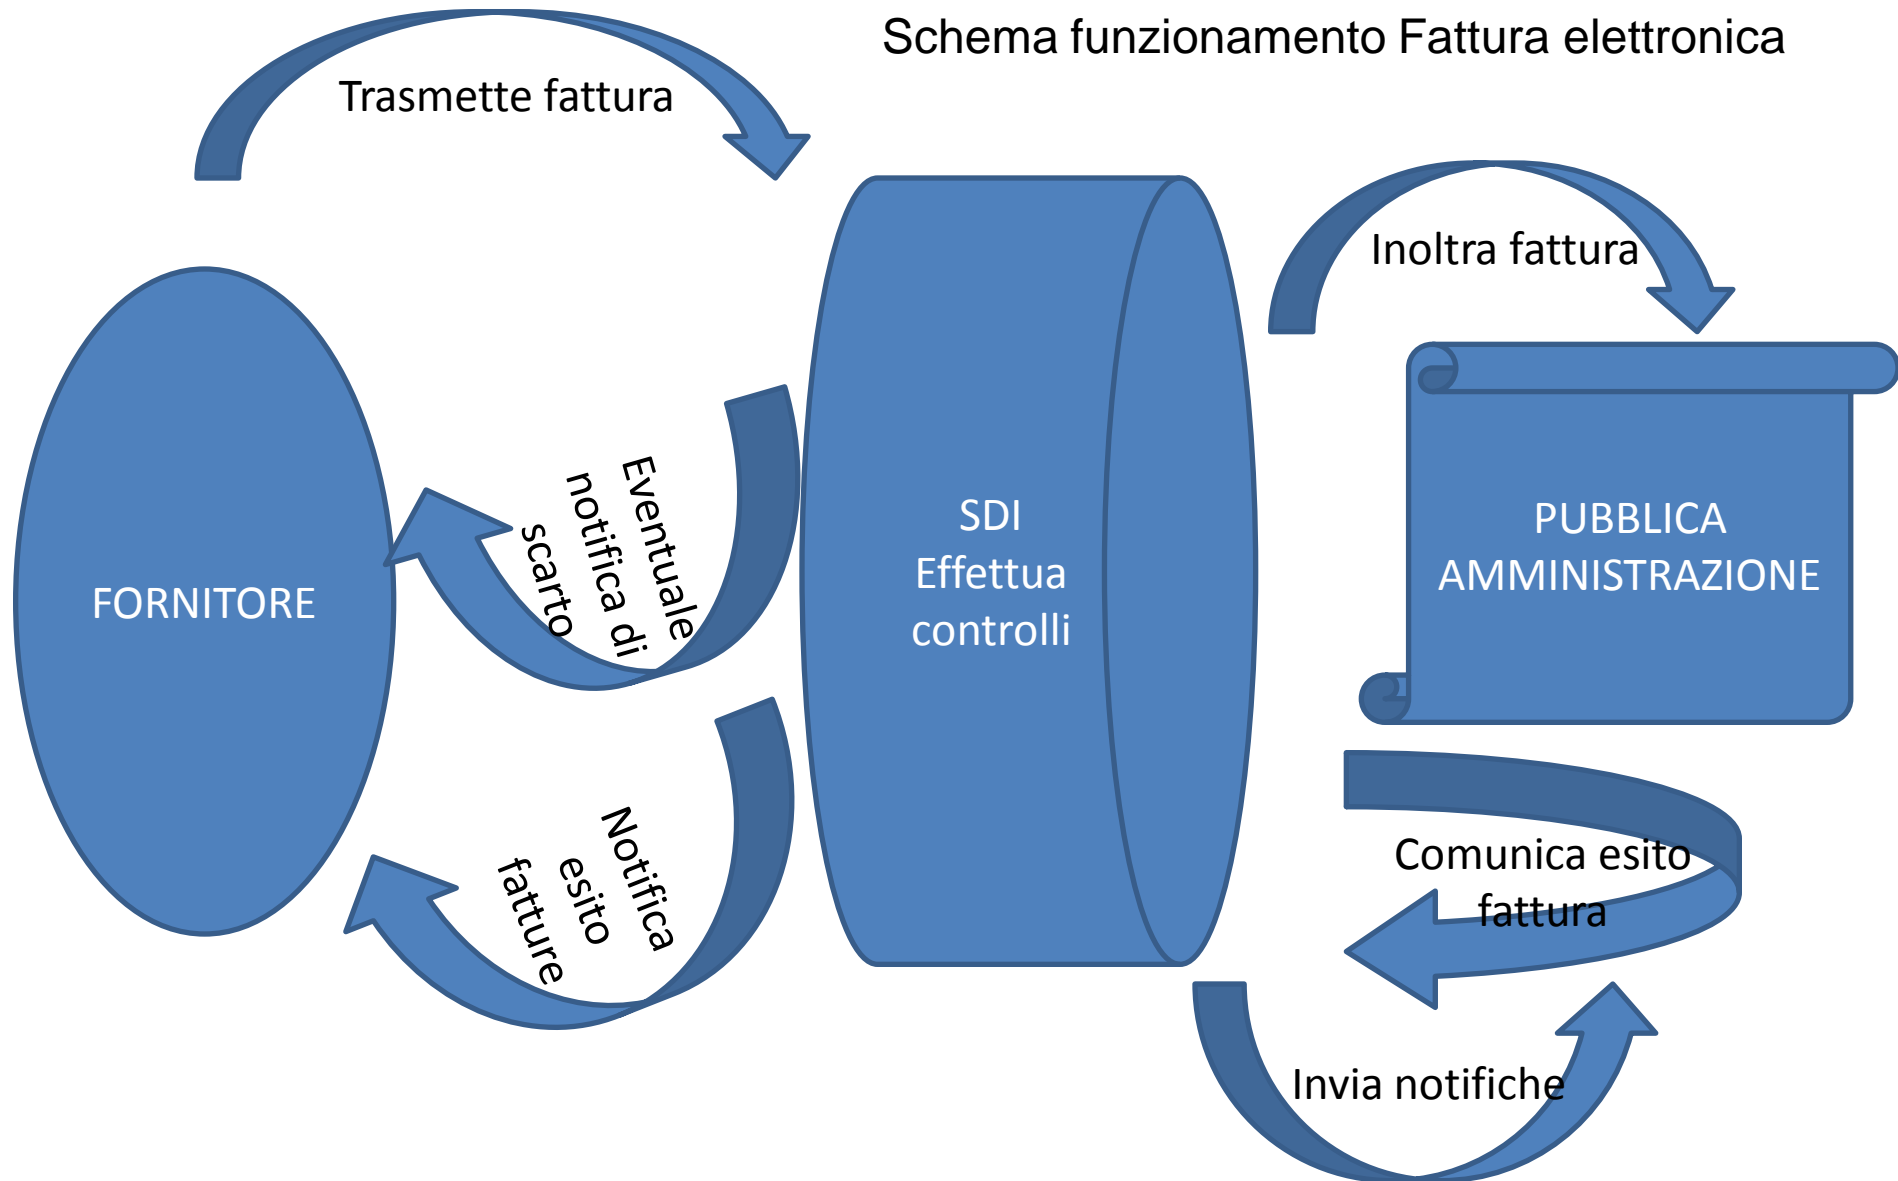 Schema funzionamento Fattura elettronica
Trasmette fattura
Inoltra fattura
Eventuale
notifica di
scarto
SDI
Effettua
controlli
PUBBLICA
AMMINISTRAZIONE
FORNITORE
Notifica
esito
fatture
Comunica esito
fattura
Invia notifiche